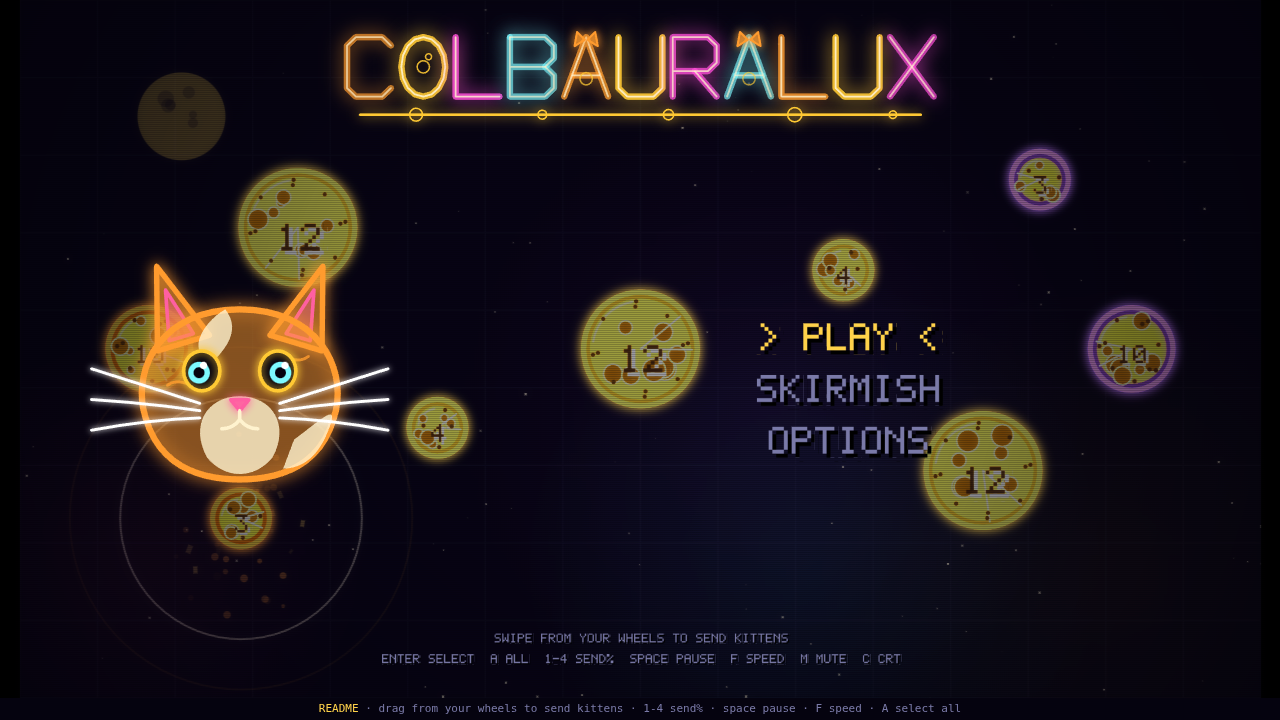 COLBAURALUX
12
3
4
> PLAY <
12
10
10
SKIRMISH
4
OPTIONS
12
3
SWIPE FROM YOUR WHEELS TO SEND KITTENS
ENTER SELECT A ALL 1-4 SEND% SPACE PAUSE F SPEED M MUTE C CRT
README · drag from your wheels to send kittens · 1-4 send% · space pause · F speed · A select all